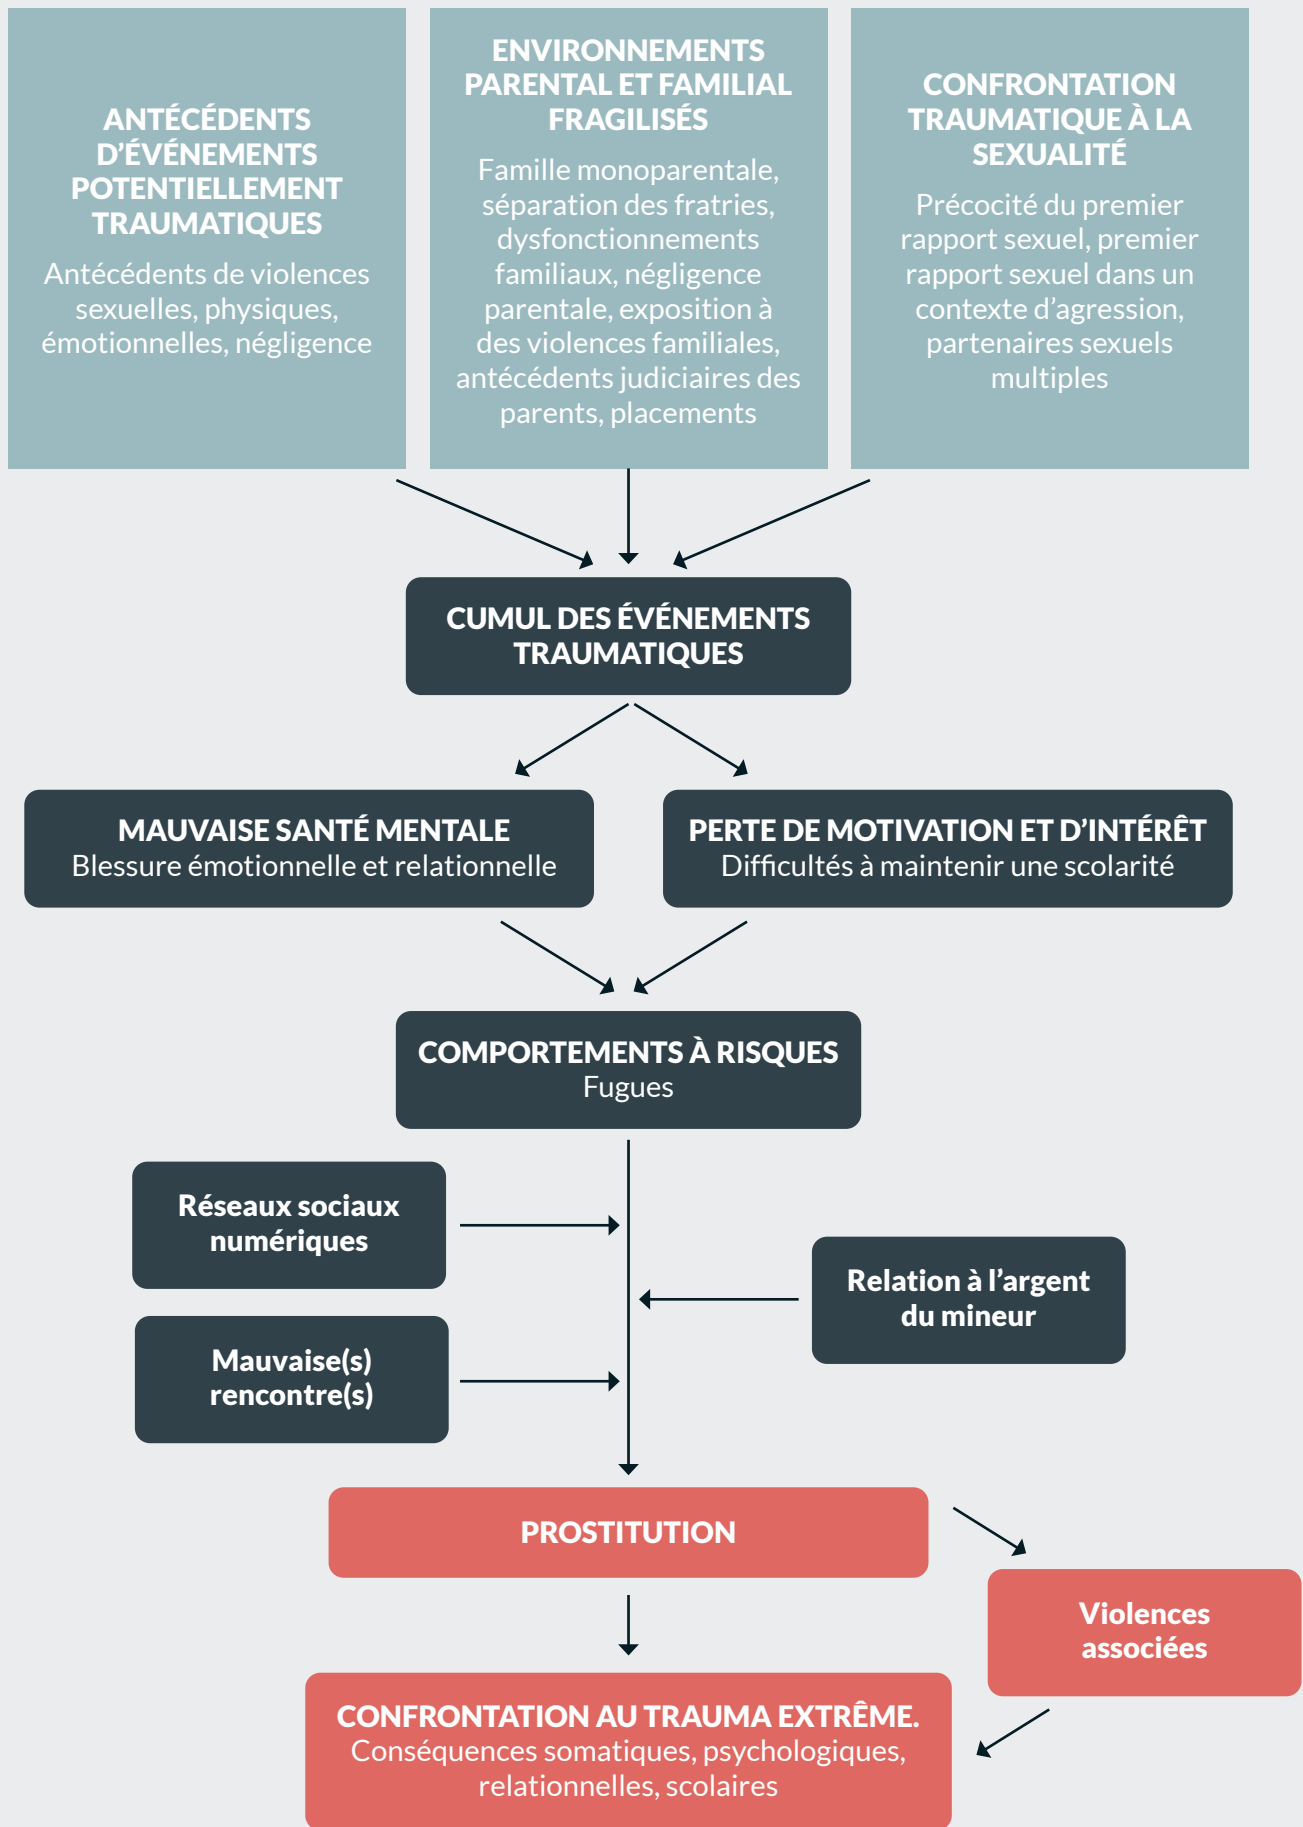 ANTÉCÉDENTS
D’ÉVÉNEMENTS
POTENTIELLEMENT
TRAUMATIQUES
Antécédents de violences
sexuelles, physiques,
émotionnelles, négligence
ENVIRONNEMENTS
PARENTAL ET FAMILIAL
FRAGILISÉS
Famille monoparentale,
séparation des fratries,
dysfonctionnements
familiaux, négligence
parentale, exposition à
des violences familiales,
antécédents judiciaires des
parents, placements
CONFRONTATION
TRAUMATIQUE À LA
SEXUALITÉ
Précocité du premier
rapport sexuel, premier
rapport sexuel dans un
contexte d’agression,
partenaires sexuels
multiples
CUMUL DES ÉVÉNEMENTS
TRAUMATIQUES
MAUVAISE SANTÉ MENTALE
Blessure émotionnelle et relationnelle
PERTE DE MOTIVATION ET D’INTÉRÊT
Difficultés à maintenir une scolarité
COMPORTEMENTS À RISQUES
Fugues
Réseaux sociaux
numériques
Relation à l’argent
du mineur
Mauvaise(s)
rencontre(s)
PROSTITUTION
Violences
associées
CONFRONTATION AU TRAUMA EXTRÊME.
Conséquences somatiques, psychologiques,
relationnelles, scolaires